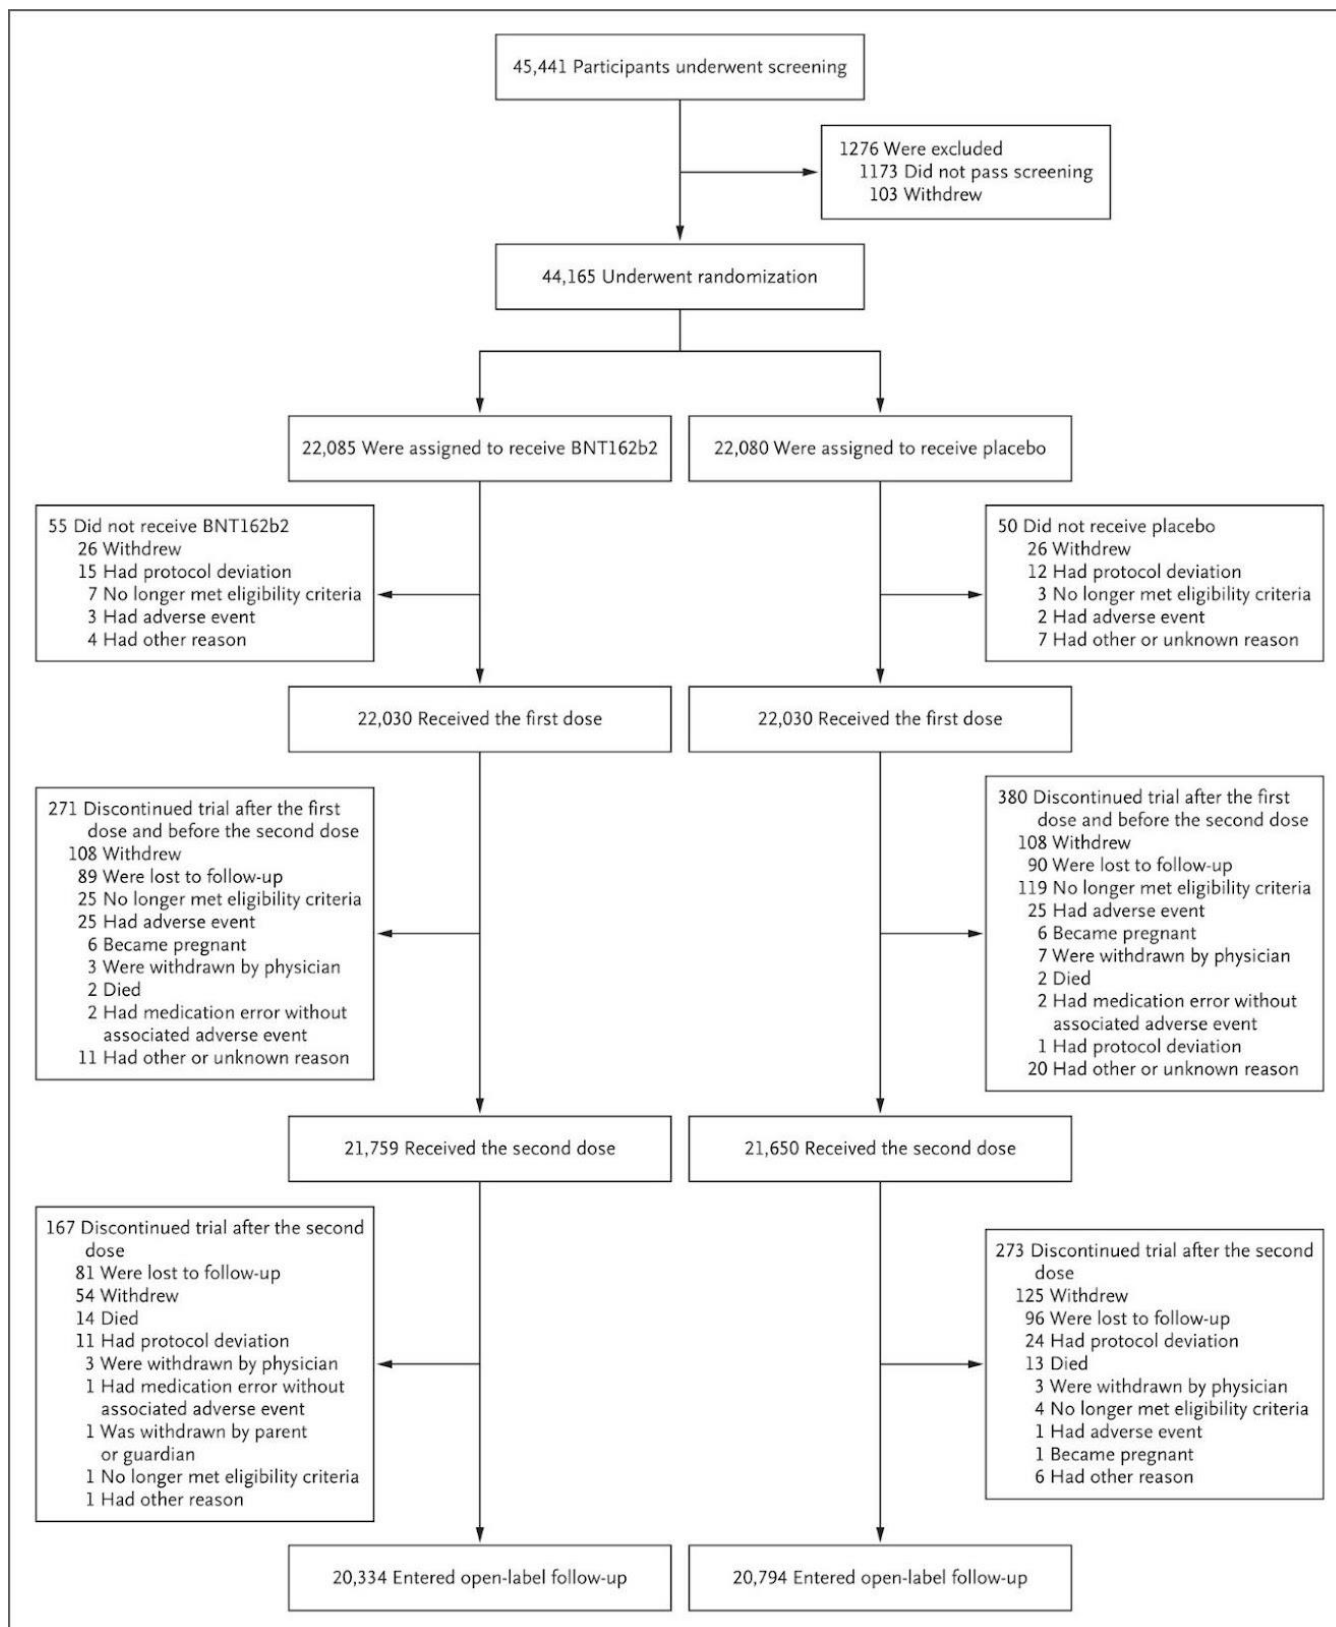 45,441 Participants underwent screening
1276 Were excluded
1173 Did not pass screening
103 Withdrew
44,165 Underwent randomization
22,085 Were assigned to receive BNT162b2
22,080 Were assigned to receive placebo
55 Did not receive BNT162b2
26 Withdrew
15 Had protocol deviation
7 No longer met eligibility criteria
3 Had adverse event
4 Had other reason
50 Did not receive placebo
26 Withdrew
12 Had protocol deviation
3 No longer met eligibility criteria
2 Had adverse event
7 Had other or unknown reason
22,030 Received the first dose
22,030 Received the first dose
271 Discontinued trial after the first
dose and before the second dose
108 Withdrew
89 Were lost to follow-up
25 No longer met eligibility criteria
25 Had adverse event
6 Became pregnant
3 Were withdrawn by physician
2 Died
2 Had medication error without
associated adverse event
11 Had other or unknown reason
380 Discontinued trial after the first
dose and before the second dose
108 Withdrew
90 Were lost to follow-up
119 No longer met eligibility criteria
25 Had adverse event
6 Became pregnant
7 Were withdrawn by physician
2 Died
2 Had medication error without
associated adverse event
1 Had protocol deviation
20 Had other or unknown reason
21,759 Received the second dose
21,650 Received the second dose
167 Discontinued trial after the second
dose
81 Were lost to follow-up
54 Withdrew
14 Died
11 Had protocol deviation
3 Were withdrawn by physician
1 Had medication error without
associated adverse event
1 Was withdrawn by parent
or guardian
1 No longer met eligibility criteria
1 Had other reason
273 Discontinued trial after the second
dose
125 Withdrew
96 Were lost to follow-up
24 Had protocol deviation
13 Died
3 Were withdrawn by physician
4 No longer met eligibility criteria
1 Had adverse event
1 Became pregnant
6 Had other reason
20,334 Entered open-label follow-up
20,794 Entered open-label follow-up